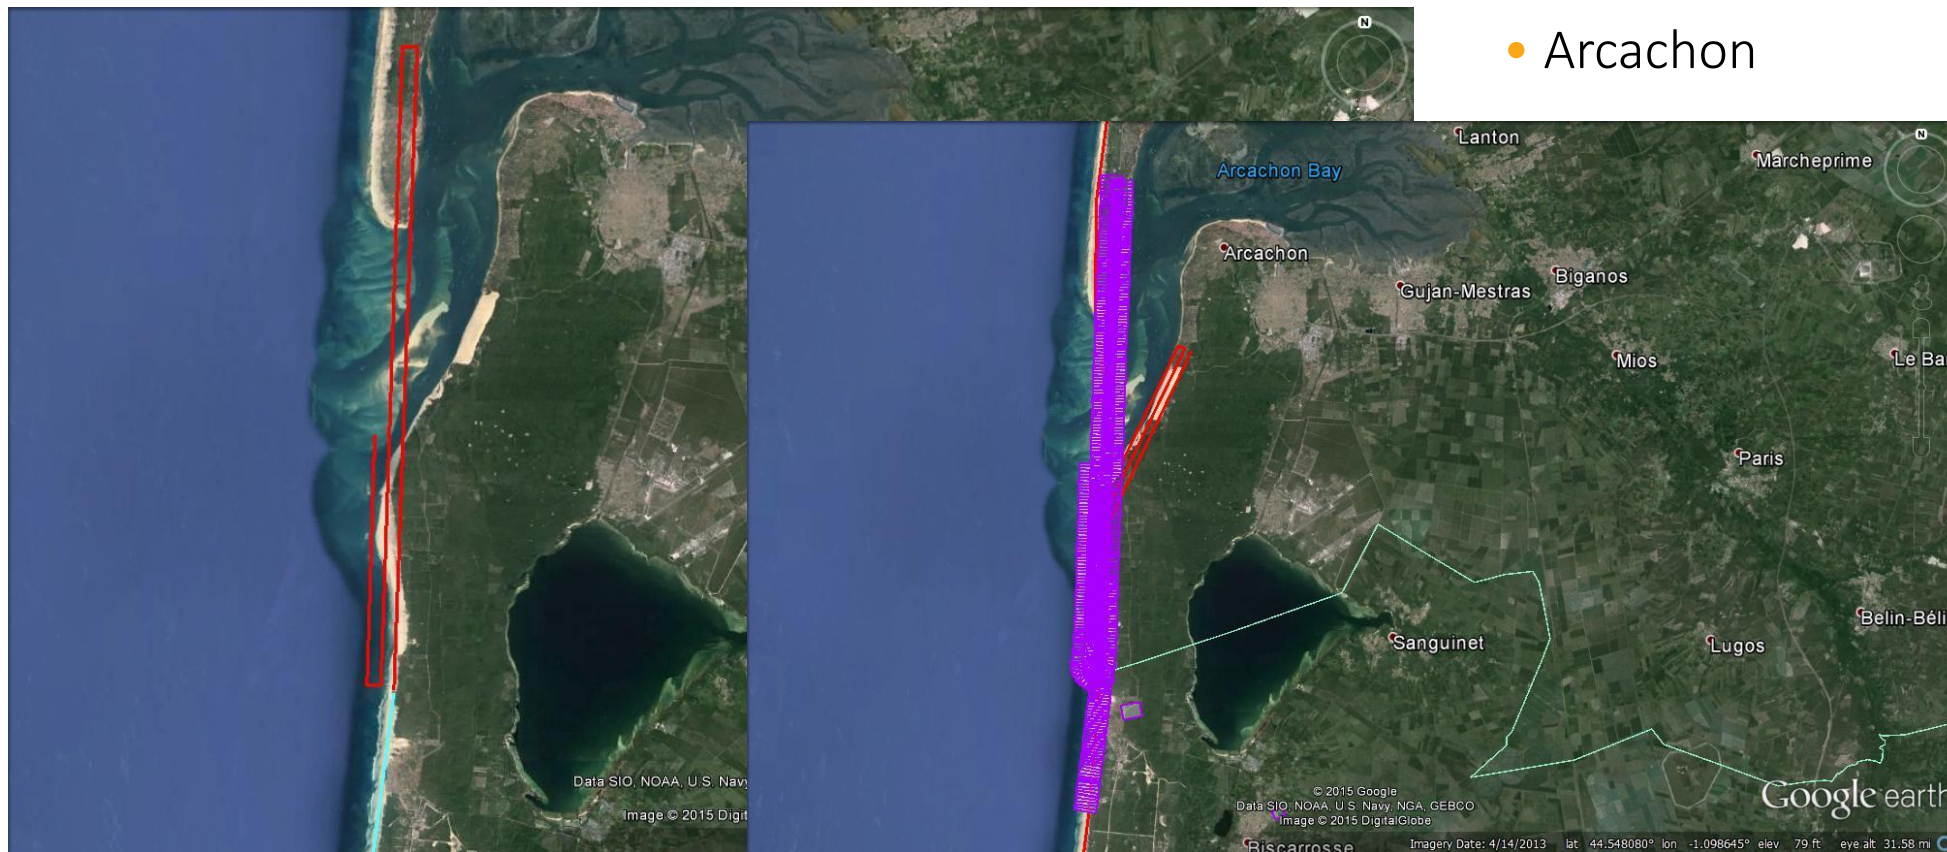 • Arcachon
N
N
Lanton
Marcheprime
Arcachon Bay
Arcachon
Biganos
Gujan-Mestras
Mios
Le Ba
Paris
Belin-Béli
Sanguinet
Lugos
Data SIO, NOAA, U.S. Navy
Image © 2015 Digit
© 2015 Google
Data SIO, NOAA, U.S. Navy, NGA, GEBCO
Image © 2015 DigitalGlobe
Google earth
Biscarrosse
Imagery Date: 4/14/2013 lat 44.548080° lon -1.098645° elev 79 ft eye alt 31.58 mi